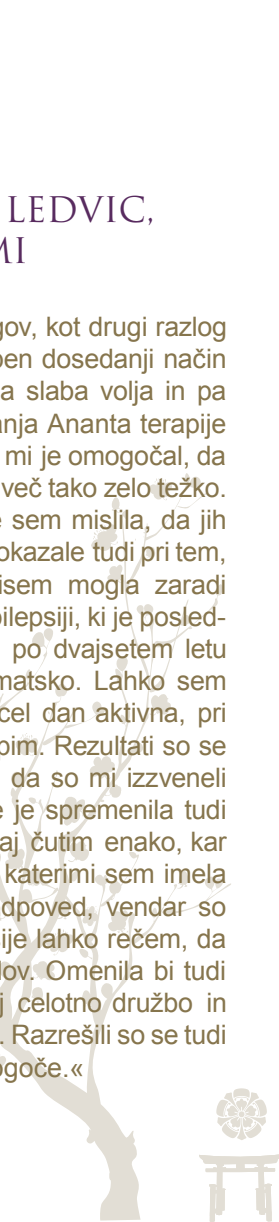 LEDVIC,
MI
gov, kot drugi razlog
ben dosedanji način
a slaba volja in pa
anja Ananta terapije
mi je omogočal, da
več tako zelo težko.
e sem mislila, da jih
okazale tudi pri tem,
isem mogla zaradi
pilepsiji, ki je posled-
po dvajsetem letu
matsko. Lahko sem
cel dan aktivna, pri
pim. Rezultati so se
da so mi izzveneli
e je spremenila tudi
aj čutim enako, kar
katerimi sem imela
dpoved, vendar so
ije lahko rečem, da
lov. Omenila bi tudi
j celotno družbo in
. Razrešili so se tudi
ogoče.«